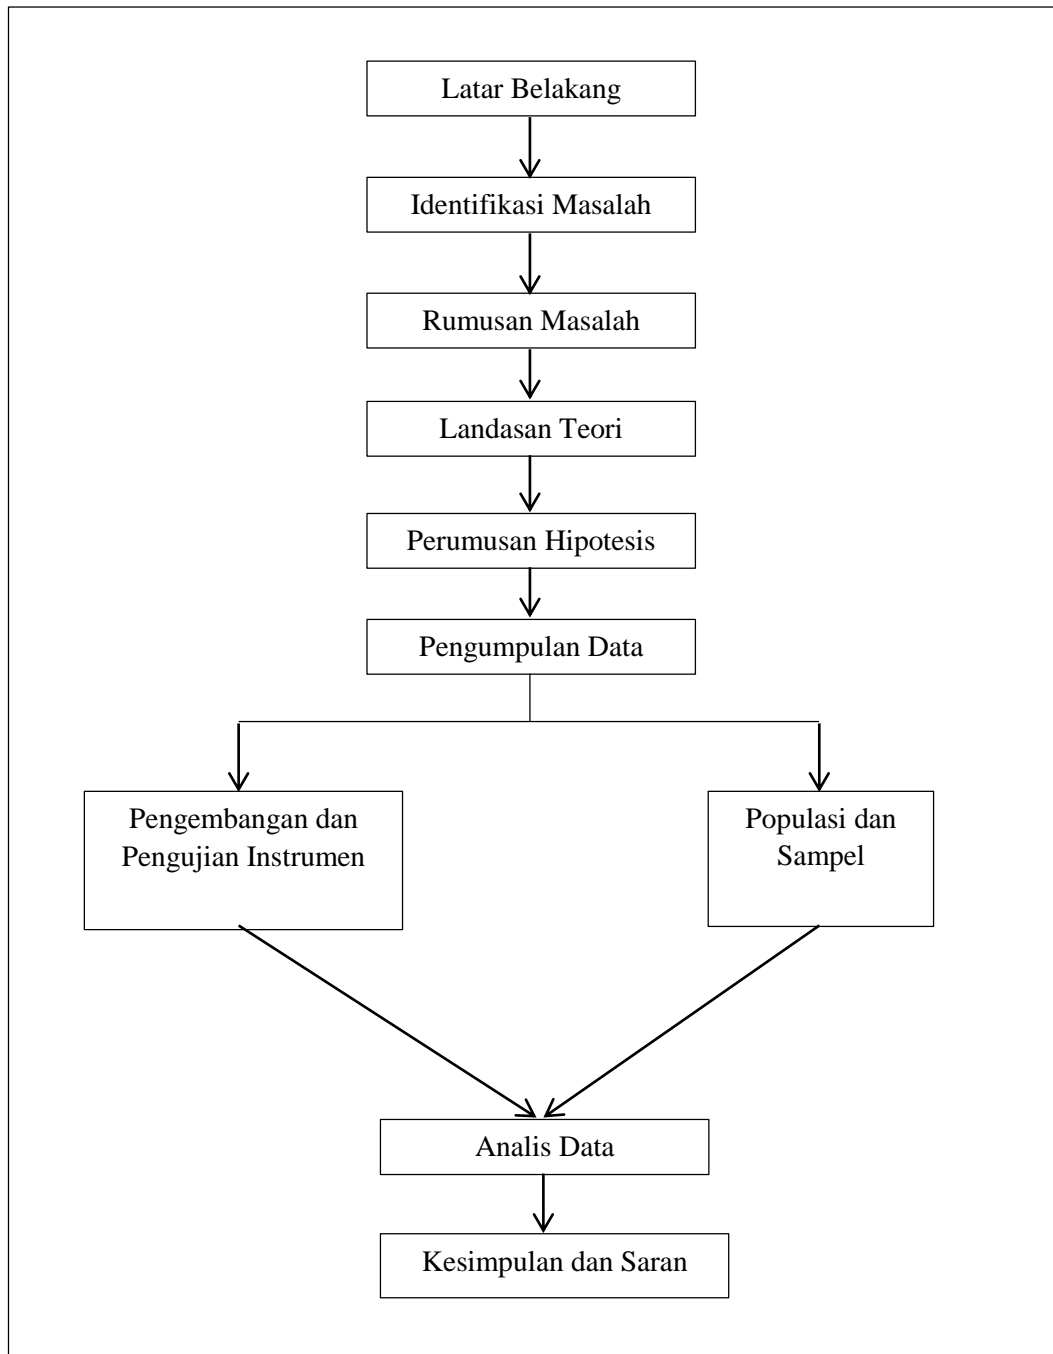 Latar Belakang
Identifikasi Masalah
Rumusan Masalah
Landasan Teori
Perumusan Hipotesis
Pengumpulan Data
Pengembangan dan
Pengujian Instrumen
Populasi dan
Sampel
Analis Data
Kesimpulan dan Saran